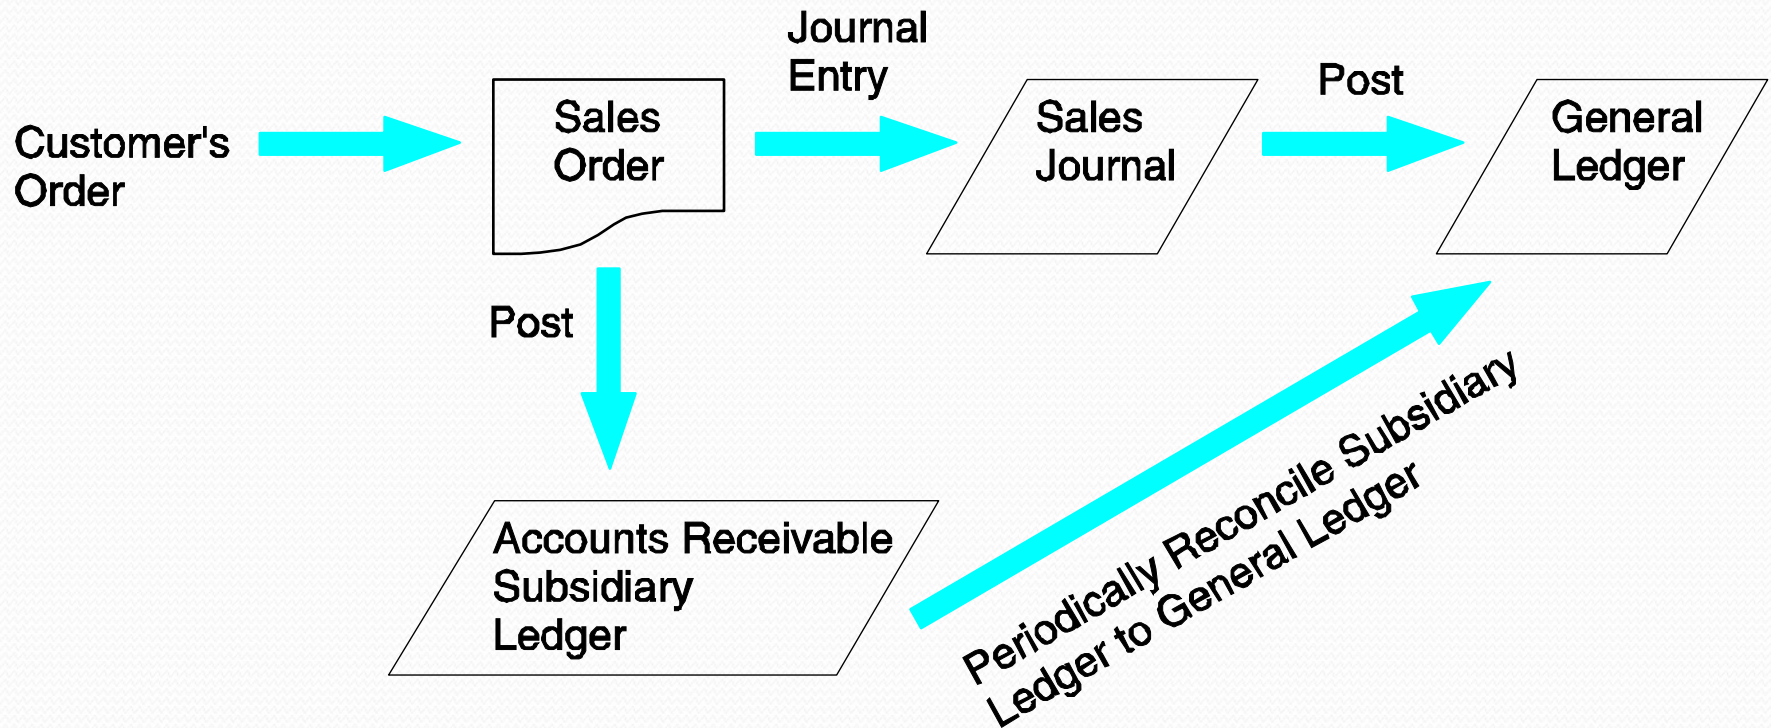 Customer's
Order
Sales
Order
Journal
Entry
Sales
Journal
Post
General
Ledger
Post
Accounts Receivable
Subsidiary
Ledger
Periodically Reconcile Subsidiary
Ledger to General Ledger